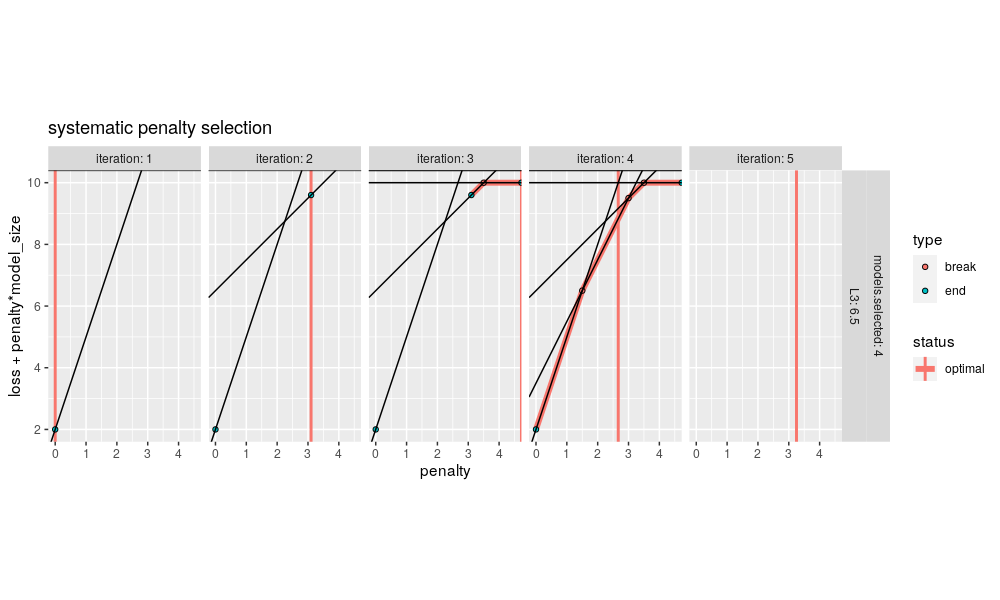 systematic penalty selection
iteration: 1
iteration: 2
iteration: 3
iteration: 4
iteration: 5
loss + penalty*model_size
10
8
6
4
2
0 1 2 3 4
0 1 2 3 4
0 1 2 3 4
0 1 2 3 4
0 1 2 3 4
penalty
L3: 6.5
models.selected: 4
type
break
end
status
optimal